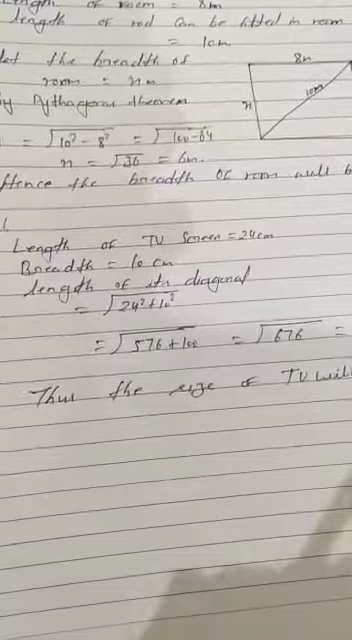 Length of room = 8m
length of rod can be fitted in room
= 10m
let the breadth of
room = x m
8m
x
10m
By Pythagoras theorem
= √10² - 8² = √100-64
x = √36 = 6m.
Hence the breadth of room will b
Length of TV Screen = 24cm
Breadth = 10 cm
length of its diagonal
= √24²+10²
= √576+100 = √676 =
Thus the size of TV will